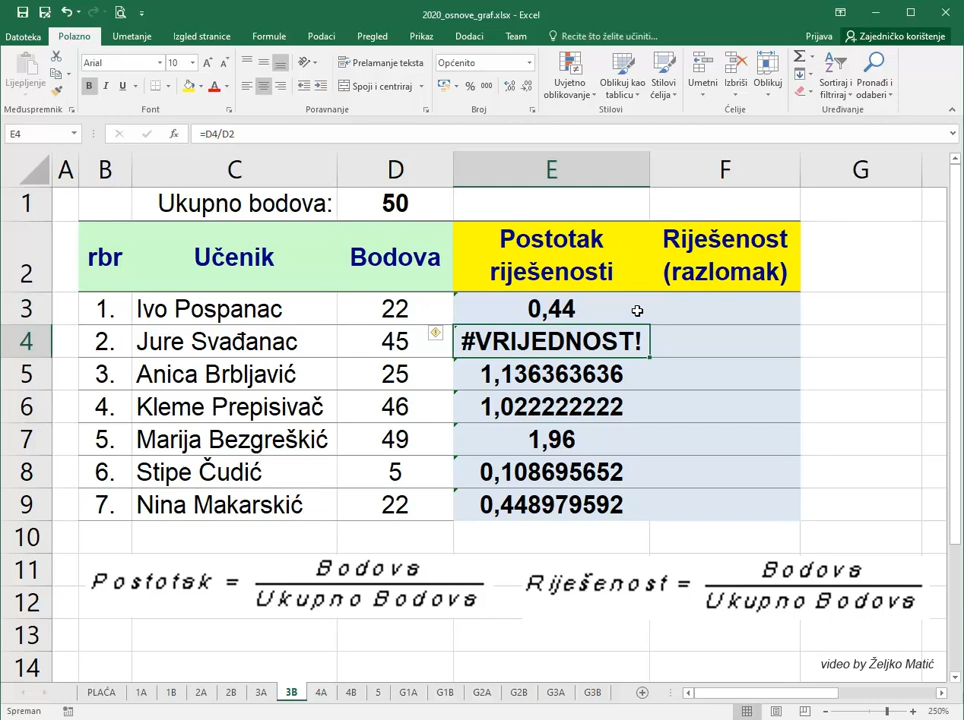 2020_osnove_graf.xlsx - Excel
Datoteka Polazno Umetanje Izgled stranice Formule Podaci Pregled Prikaz Dodaci Team Recite što želite učiniti... Prijava Zajedničko korištenje
Lijepljenje
Arial 10
Prelamanje teksta
Općenito
B I U
Spoji i centriraj
% 000
Uvjetno oblikovanje
Oblikuj kao tablicu
Stilovi ćelija
Umetni Izbriši Oblikuj
Sortiraj i filtriraj
Pronađi i odaberi
Međuspremnik Font Poravnanje Broj Stilovi Ćelije Uređivanje
E4 fx =D4/D2
A B C D E F G
1 Ukupno bodova: 50
2 rbr Učenik Bodova Postotak riješenosti Riješenost (razlomak)
3 1. Ivo Pospanac 22 0,44
4 2. Jure Svađanac 45 #VRIJEDNOST!
5 3. Anica Brbljavić 25 1,136363636
6 4. Kleme Prepisivač 46 1,022222222
7 5. Marija Bezgreškić 49 1,96
8 6. Stipe Čudić 5 0,108695652
9 7. Nina Makarskić 22 0,448979592
10
11
12
13
14
Postotak = Bodova / Ukupno Bodova
Riješenost = Bodova / Ukupno Bodova
video by Željko Matić
PLAĆA 1A 1B 2A 2B 3A 3B 4A 4B 5 G1A G1B G2A G2B G3A G3B
Spreman 250%